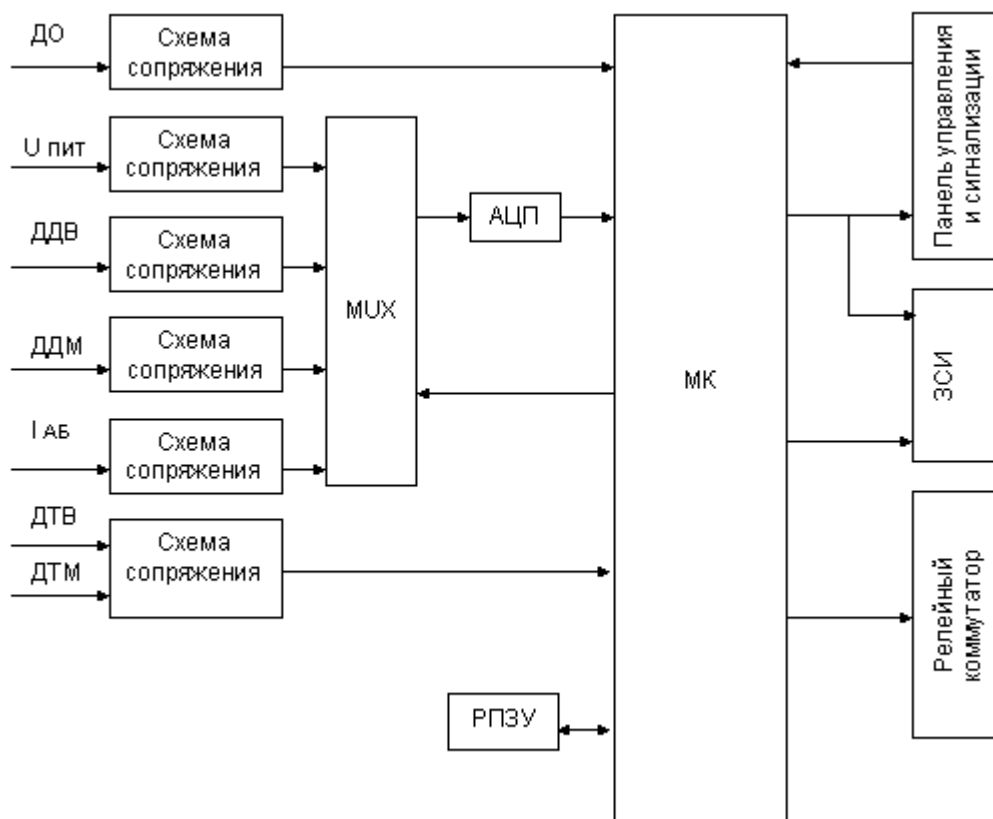 ДО
Схема
сопряжения
U пит
Схема
сопряжения
ДДВ
Схема
сопряжения
ДДМ
Схема
сопряжения
I АБ
Схема
сопряжения
ДТВ
ДТМ
Схема
сопряжения
MUX
АЦП
РПЗУ
МК
Панель управления
и сигнализации
ЗСИ
Релейный
коммутатор